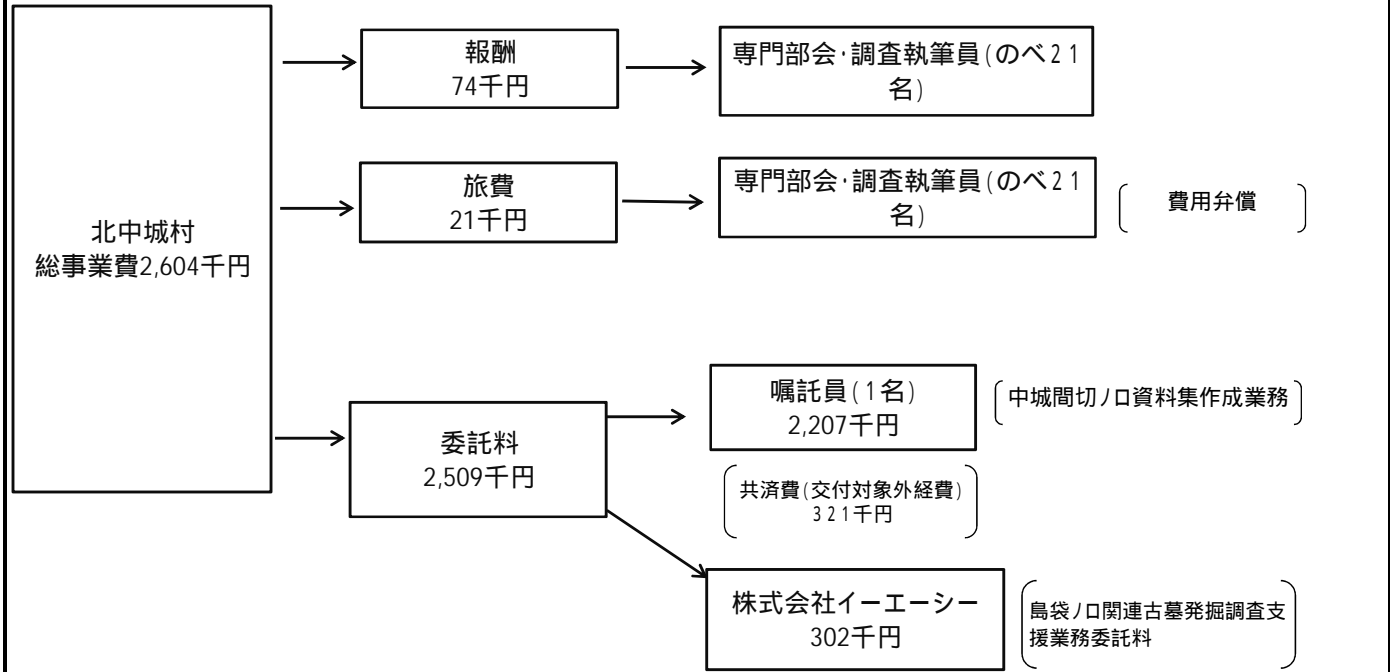 北中城村
総事業費2,604千円
報酬
74千円
専門部会・調査執筆員(のべ21
名)
旅費
21千円
専門部会・調査執筆員(のべ21
名)
費用弁償
委託料
2,509千円
嘱託員(1名)
2,207千円
中城間切ノロ資料集作成業務
共済費(交付対象外経費)
321千円
株式会社イーエーシー
302千円
島袋ノロ関連古墓発掘調査支
援業務委託料